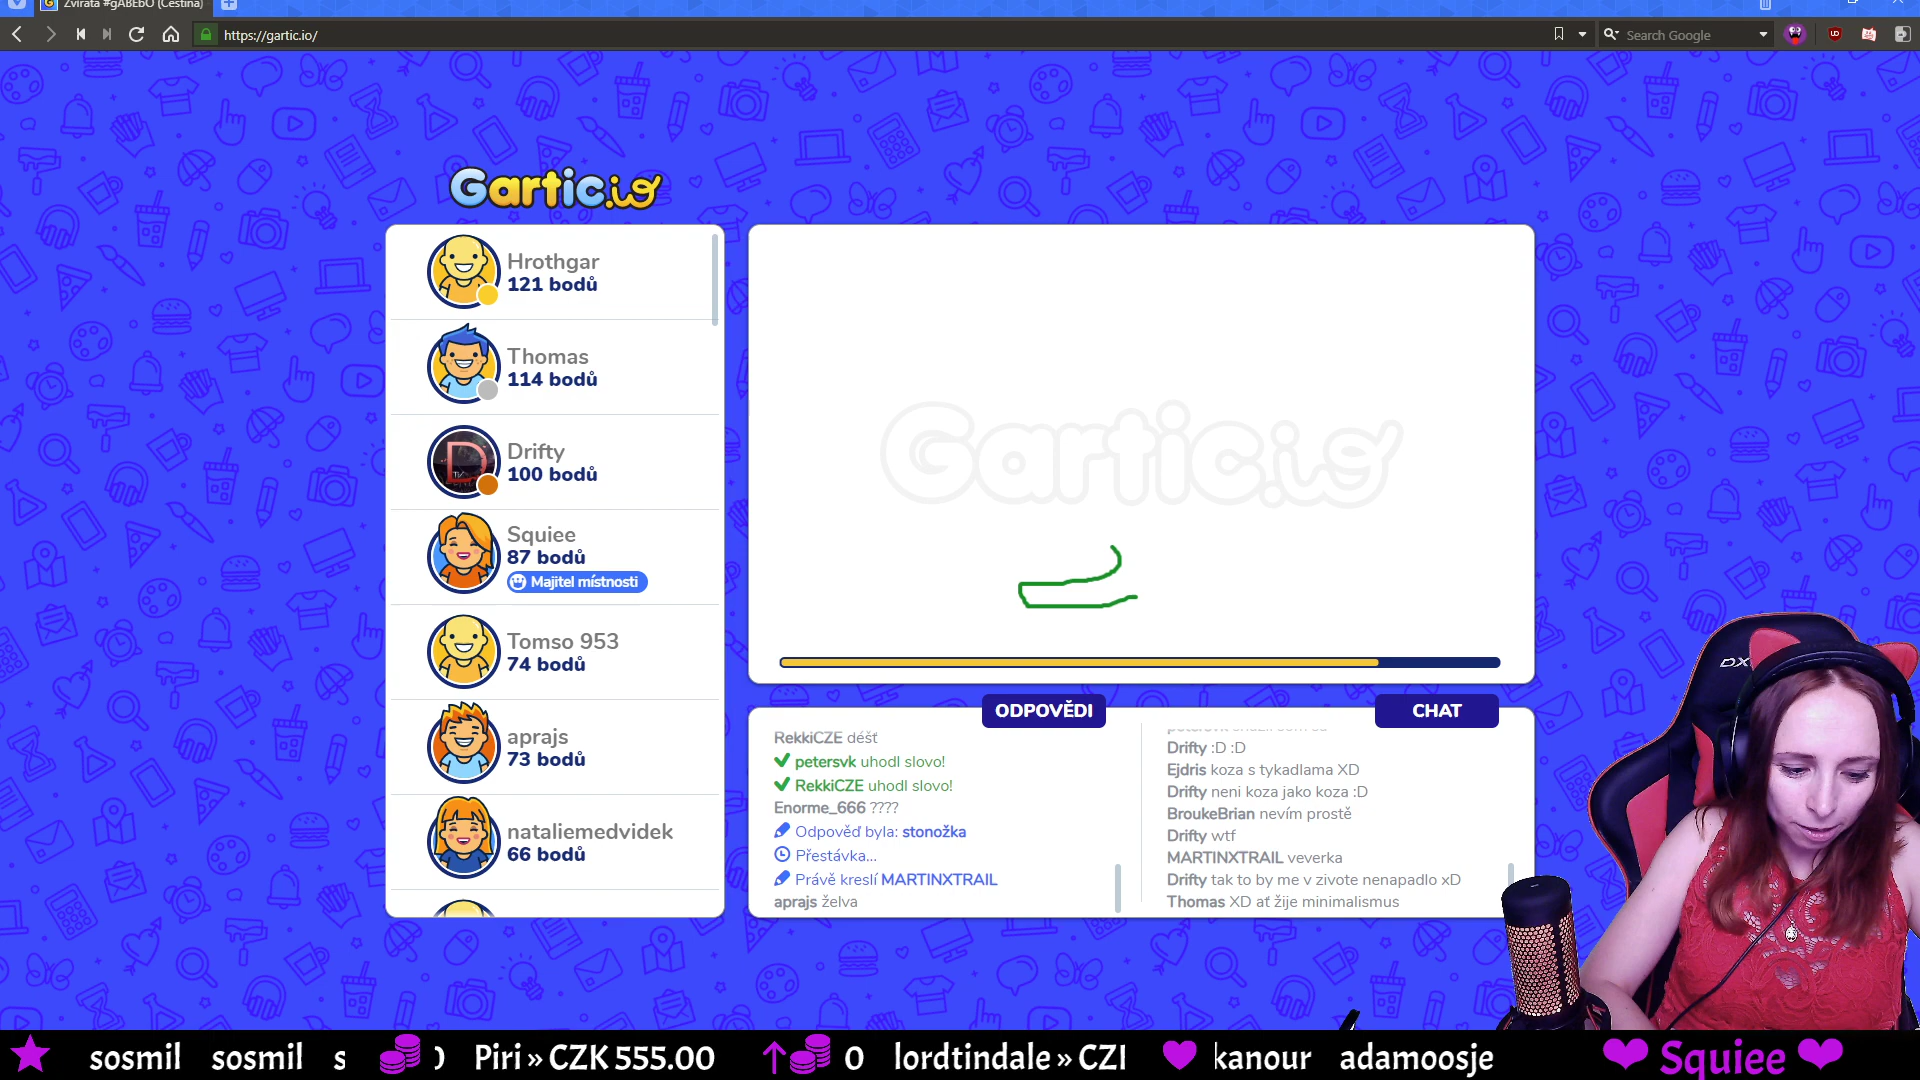 Zvířata #gABEbO (Čeština)
https://gartic.io/
Search Google
Gartic.io
Hrothgar
121 bodů
Thomas
114 bodů
Drifty
100 bodů
Squiee
87 bodů
Majitel místnosti
Tomso 953
74 bodů
aprajs
73 bodů
nataliemedvidek
66 bodů
Gartic.io
ODPOVĚDI
RekkiCZE déšť
petersvk uhodl slovo!
RekkiCZE uhodl slovo!
Enorme_666 ????
Odpověď byla: stonožka
Přestávka...
Právě kreslí MARTINXTRAIL
aprajs želva
CHAT
Drifty :D :D
Ejdris koza s tykadlama XD
Drifty neni koza jako koza :D
BroukeBrian nevím prostě
Drifty wtf
MARTINXTRAIL veverka
Drifty tak to by me v zivote nenapadlo xD
Thomas XD ať žije minimalismus
sosmil sosmil s Piri » CZK 555.00 0 lordtindale » CZI kanour adamoosje Squiee